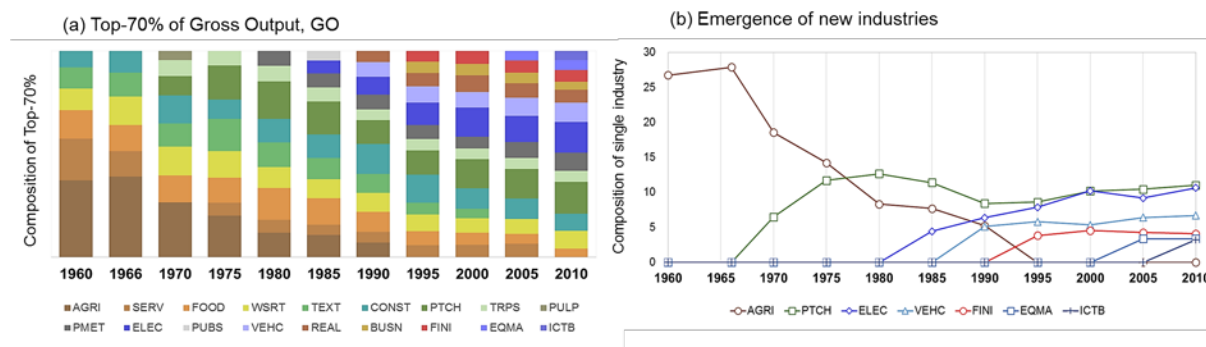 (a) Top-70% of Gross Output, GO
Composition of Top-70%
1960 1966 1970 1975 1980 1985 1990 1995 2000 2005 2010
AGRI SERV FOOD WSRT TEXT CONST PTCH TRPS PULP
PMET ELEC PUBS VEHC REAL BUSN FINI EQMA ICTB
(b) Emergence of new industries
Composition of single industry
30
25
20
15
10
5
0
1960 1965 1970 1975 1980 1985 1990 1995 2000 2005 2010
AGRI PTCH ELEC VEHC FINI EQMA ICTB